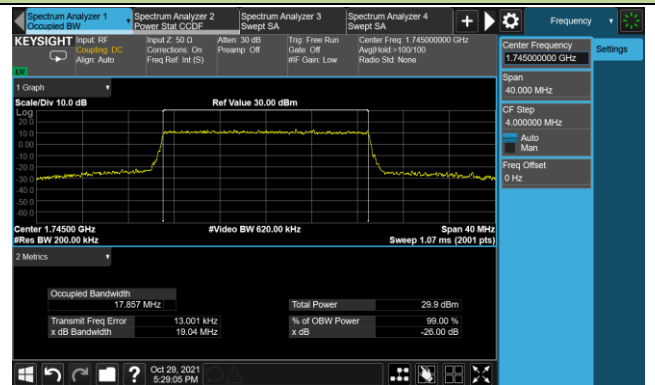 Spectrum Analyzer 1
Occupied BW
Spectrum Analyzer 2
Power Stat CCDF
Spectrum Analyzer 3
Swept SA
Spectrum Analyzer 4
Swept SA
Frequency
KEYSIGHT
Input: RF
Coupling: DC
Align: Auto
Input Z: 50 Ω
Corrections: On
Freq Ref: Int (S)
Atten: 30 dB
Preamp: Off
Trig: Free Run
Gate: Off
#IF Gain: Low
Center Freq: 1.745000000 GHz
Avg|Hold:>100/100
Radio Std: None
Center Frequency
1.745000000 GHz
Settings
Span
40.000 MHz
CF Step
4.000000 MHz
Auto
Man
Freq Offset
0 Hz
1 Graph
Scale/Div 10.0 dB
Ref Value 30.00 dBm
Log
20.0
10.0
0.00
-10.0
-20.0
-30.0
-40.0
-50.0
-60.0
Center 1.74500 GHz
#Video BW 620.00 kHz
Span 40 MHz
#Res BW 200.00 kHz
Sweep 1.07 ms (2001 pts)
2 Metrics
Occupied Bandwidth
17.857 MHz
Total Power 29.9 dBm
Transmit Freq Error 13.001 kHz
% of OBW Power 99.00 %
x dB Bandwidth 19.04 MHz
x dB -26.00 dB
Oct 29, 2021
5:29:05 PM